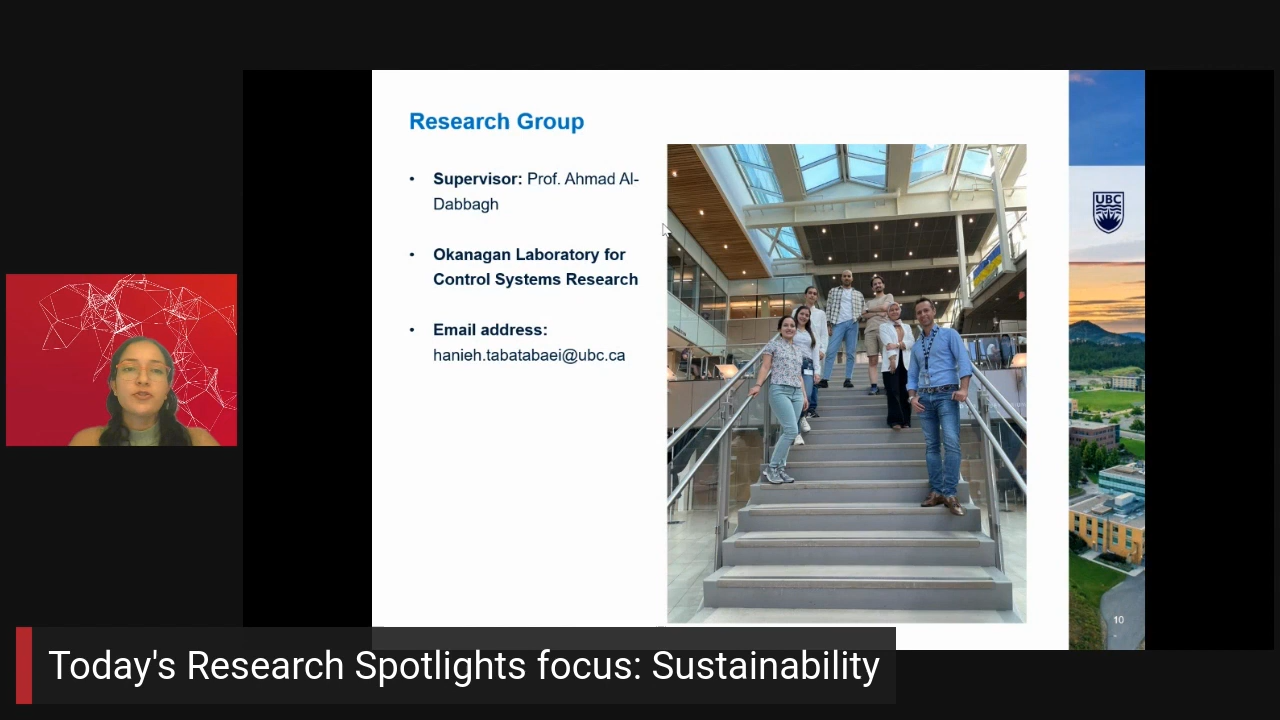 Research Group
• Supervisor: Prof. Ahmad Al-
Dabbagh
• Okanagan Laboratory for
Control Systems Research
• Email address:
hanieh.tabatabaei@ubc.ca
UBC
10
Today's Research Spotlights focus: Sustainability